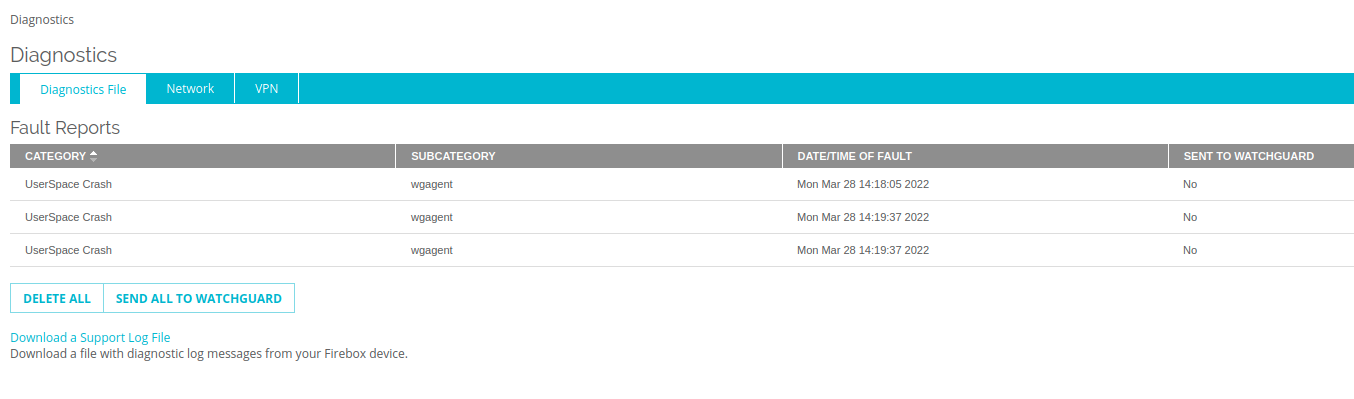 Diagnostics
Diagnostics
Diagnostics File Network VPN
Fault Reports
CATEGORY SUBCATEGORY DATE/TIME OF FAULT SENT TO WATCHGUARD
UserSpace Crash wgagent Mon Mar 28 14:18:05 2022 No
UserSpace Crash wgagent Mon Mar 28 14:19:37 2022 No
UserSpace Crash wgagent Mon Mar 28 14:19:37 2022 No
DELETE ALL SEND ALL TO WATCHGUARD
Download a Support Log File
Download a file with diagnostic log messages from your Firebox device.